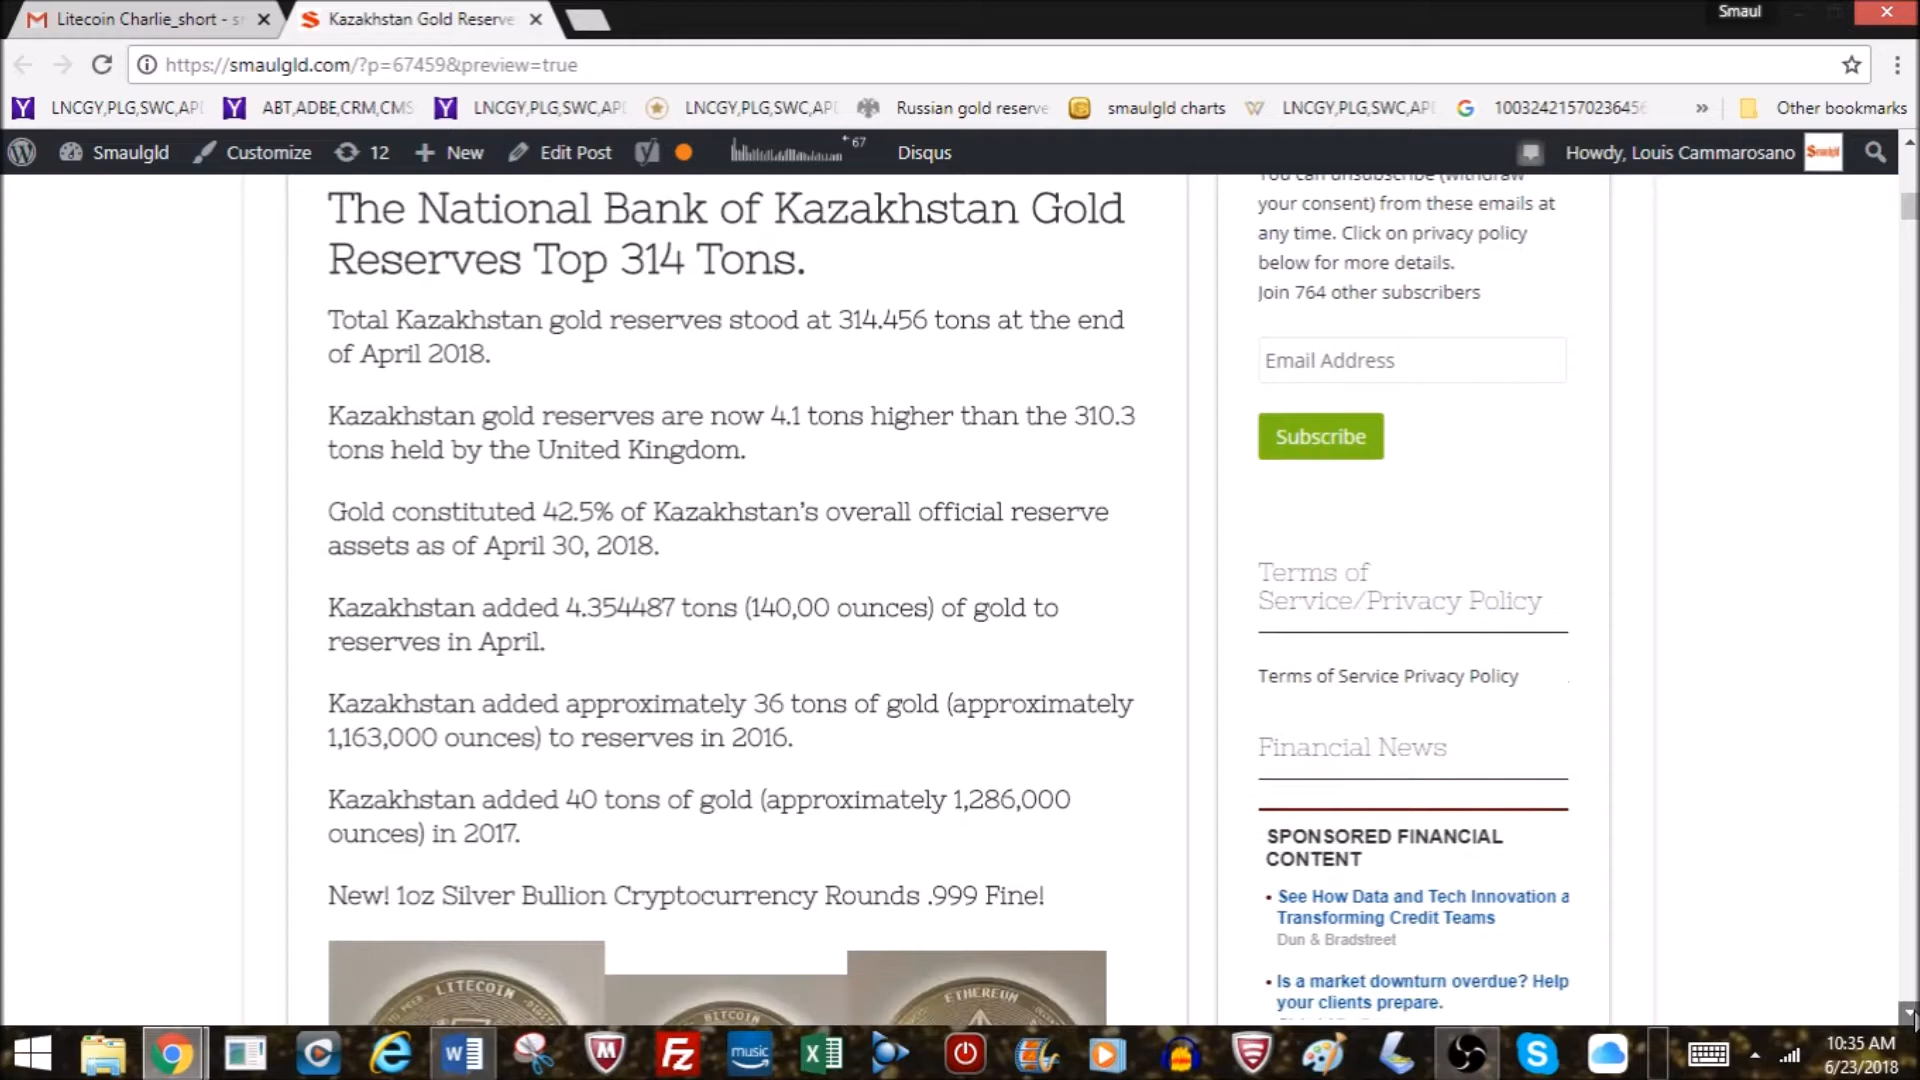 Litecoin Charlie_short - s
Kazakhstan Gold Reserve
Smaul
https://smaulgld.com/?p=67459&preview=true
LNCGY,PLG,SWC,API
ABT,ADBE,CRM,CMS
LNCGY,PLG,SWC,API
LNCGY,PLG,SWC,API
Russian gold reserve
smaulgld charts
LNCGY,PLG,SWC,API
10032421570236456
»
Other bookmarks
Smaulgld
Customize
12
New
Edit Post
67
Disqus
Howdy, Louis Cammarosano
The National Bank of Kazakhstan Gold
Reserves Top 314 Tons.
Total Kazakhstan gold reserves stood at 314.456 tons at the end
of April 2018.
Kazakhstan gold reserves are now 4.1 tons higher than the 310.3
tons held by the United Kingdom.
Gold constituted 42.5% of Kazakhstan’s overall official reserve
assets as of April 30, 2018.
Kazakhstan added 4.354487 tons (140,00 ounces) of gold to
reserves in April.
Kazakhstan added approximately 36 tons of gold (approximately
1,163,000 ounces) to reserves in 2016.
Kazakhstan added 40 tons of gold (approximately 1,286,000
ounces) in 2017.
New! 1oz Silver Bullion Cryptocurrency Rounds .999 Fine!
LITECOIN
BITCOIN
ETHEREUM
You can unsubscribe (withdraw
your consent) from these emails at
any time. Click on privacy policy
below for more details.
Join 764 other subscribers
Email Address
Subscribe
Terms of
Service/Privacy Policy
Terms of Service Privacy Policy
Financial News
SPONSORED FINANCIAL
CONTENT
• See How Data and Tech Innovation a
Transforming Credit Teams
Dun & Bradstreet
• Is a market downturn overdue? Help
your clients prepare.
music
10:35 AM
6/23/2018